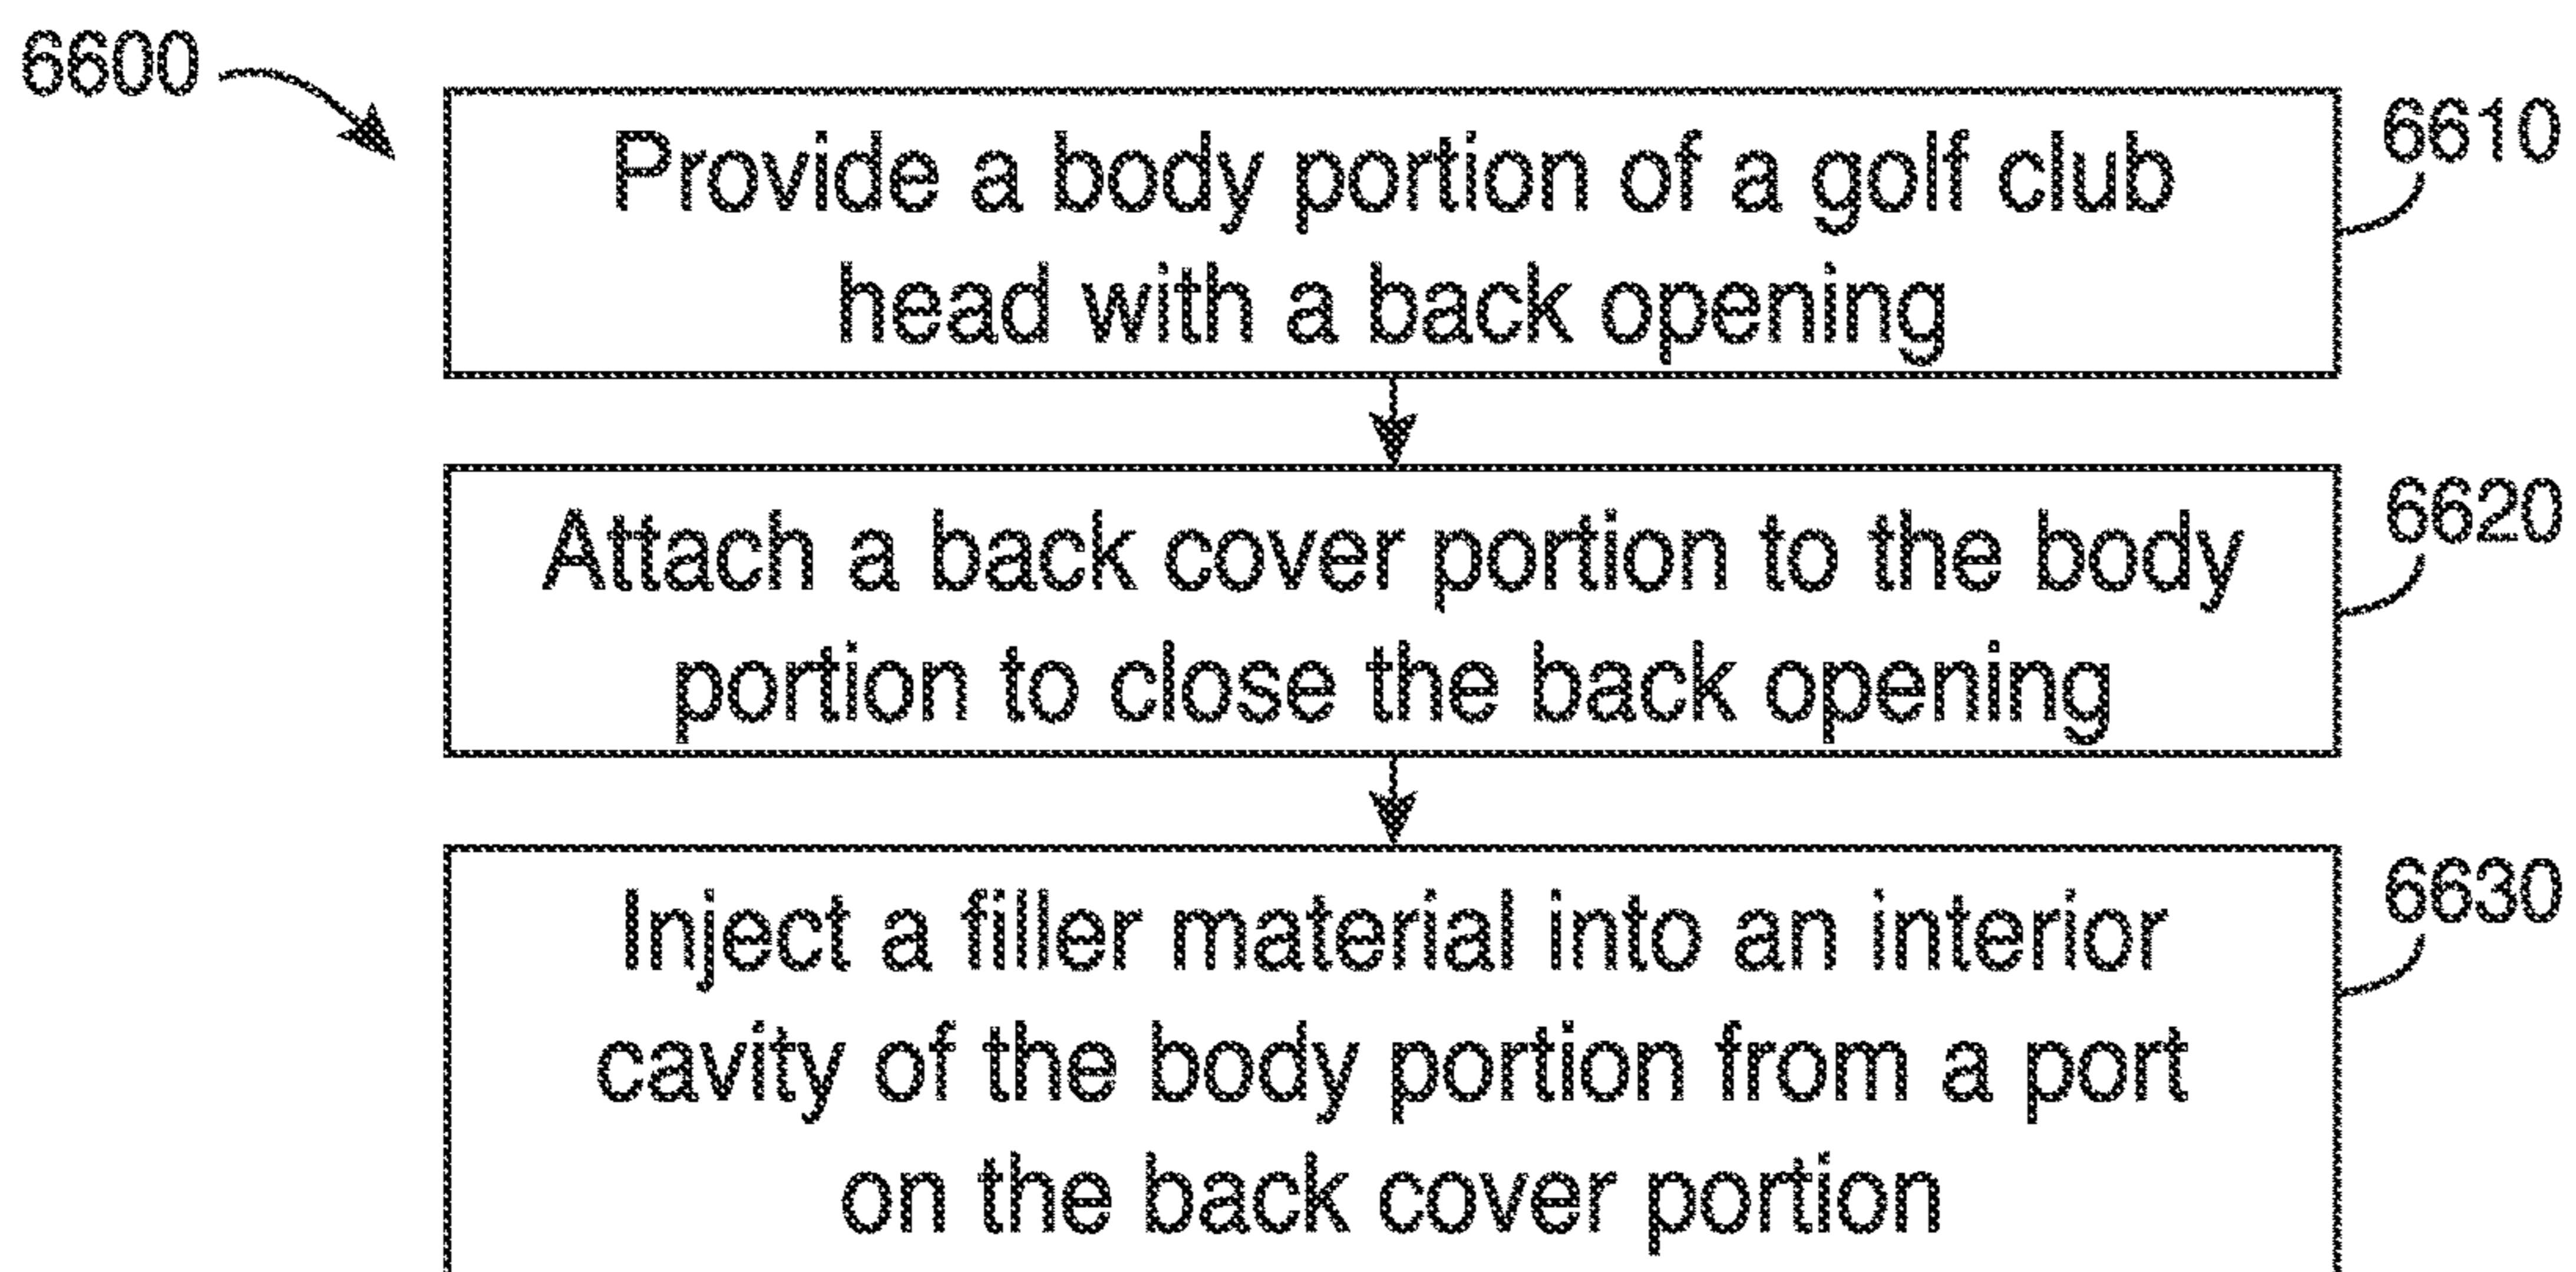 6600
Provide a body portion of a golf club
head with a back opening
6610
Attach a back cover portion to the body
portion to close the back opening
6620
Inject a filler material into an interior
cavity of the body portion from a port
on the back cover portion
6630